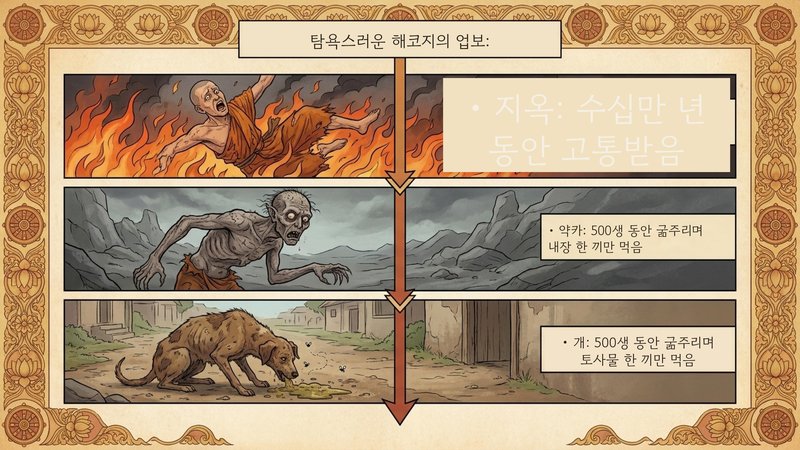 탐욕스러운 해코지의 업보:
• 지옥: 수십만 년
동안 고통받음
• 약카: 500생 동안 굶주리며
내장 한 끼만 먹음
• 개: 500생 동안 굶주리며
토사물 한 끼만 먹음